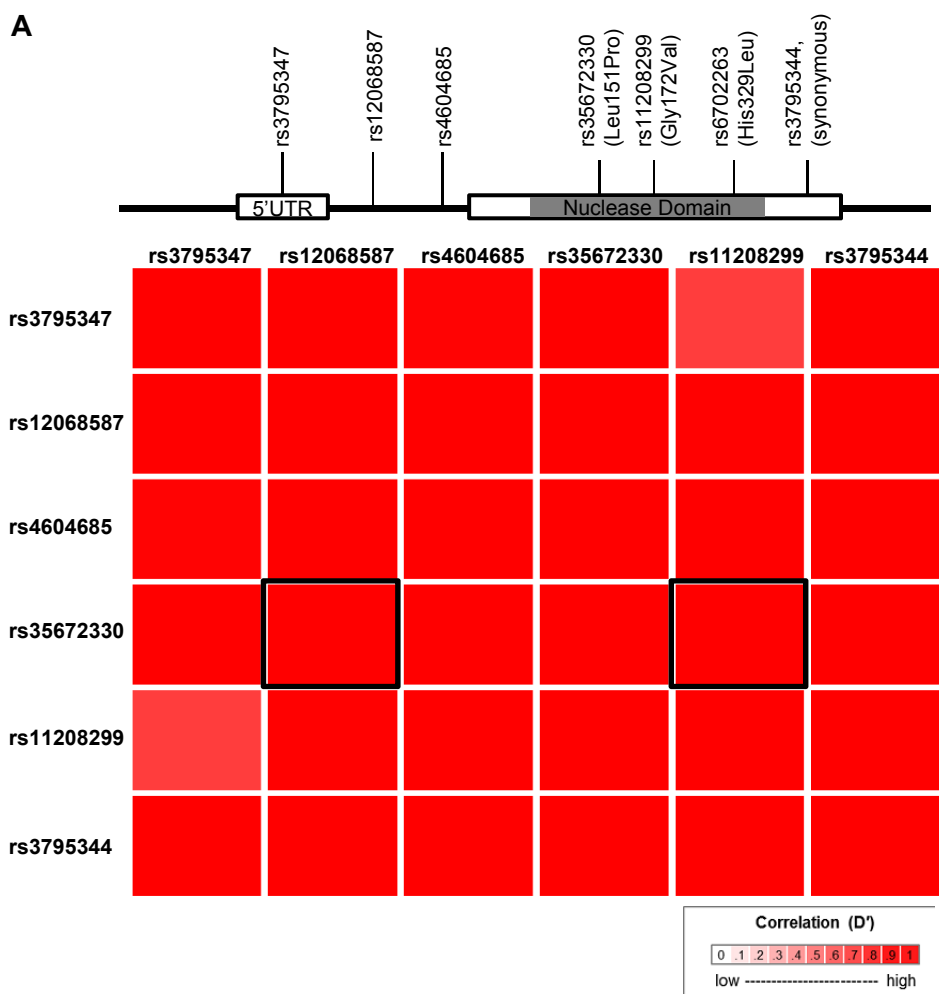 A
rs3795347
rs12068587
rs4604685
rs35672330
(Leu151Pro)
rs11208299
(Gly172Val)
rs6702263
(His329Leu)
rs3795344,
(synonymous)
5'UTR
Nuclease Domain
rs3795347 rs12068587 rs4604685 rs35672330 rs11208299 rs3795344
rs3795347
rs12068587
rs4604685
rs35672330
rs11208299
rs3795344
Correlation (D')
0 .1 .2 .3 .4 .5 .6 .7 .8 .9 1
low ------------------------- high